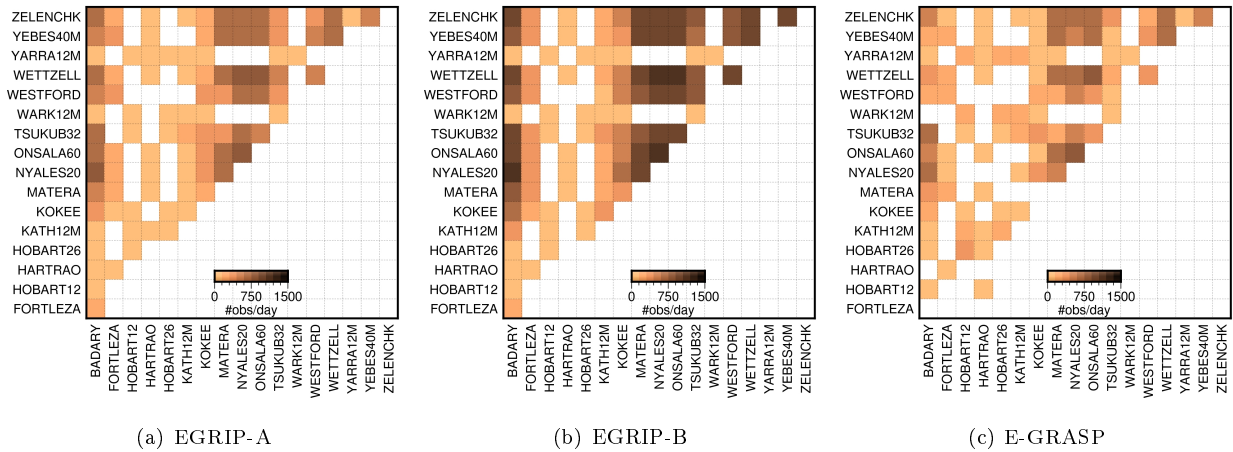 ZELENCHK
YEBES40M
YARRA12M
WETTZELL
WESTFORD
WARK12M
TSUKUB32
ONSALA60
NYALES20
MATERA
KOKEE
KATH12M
HOBART26
HARTRAO
HOBART12
FORTLEZA
0 750 1500
#obs/day
BADARY
FORTLEZA
HOBART12
HARTRAO
HOBART26
KATH12M
KOKEE
MATERA
NYALES20
ONSALA60
TSUKUB32
WARK12M
WESTFORD
WETTZELL
YARRA12M
YEBES40M
ZELENCHK
(a) EGRIP-A
ZELENCHK
YEBES40M
YARRA12M
WETTZELL
WESTFORD
WARK12M
TSUKUB32
ONSALA60
NYALES20
MATERA
KOKEE
KATH12M
HOBART26
HARTRAO
HOBART12
FORTLEZA
0 750 1500
#obs/day
BADARY
FORTLEZA
HOBART12
HARTRAO
HOBART26
KATH12M
KOKEE
MATERA
NYALES20
ONSALA60
TSUKUB32
WARK12M
WESTFORD
WETTZELL
YARRA12M
YEBES40M
ZELENCHK
(b) EGRIP-B
ZELENCHK
YEBES40M
YARRA12M
WETTZELL
WESTFORD
WARK12M
TSUKUB32
ONSALA60
NYALES20
MATERA
KOKEE
KATH12M
HOBART26
HARTRAO
HOBART12
FORTLEZA
0 750 1500
#obs/day
BADARY
FORTLEZA
HOBART12
HARTRAO
HOBART26
KATH12M
KOKEE
MATERA
NYALES20
ONSALA60
TSUKUB32
WARK12M
WESTFORD
WETTZELL
YARRA12M
YEBES40M
ZELENCHK
(c) E-GRASP